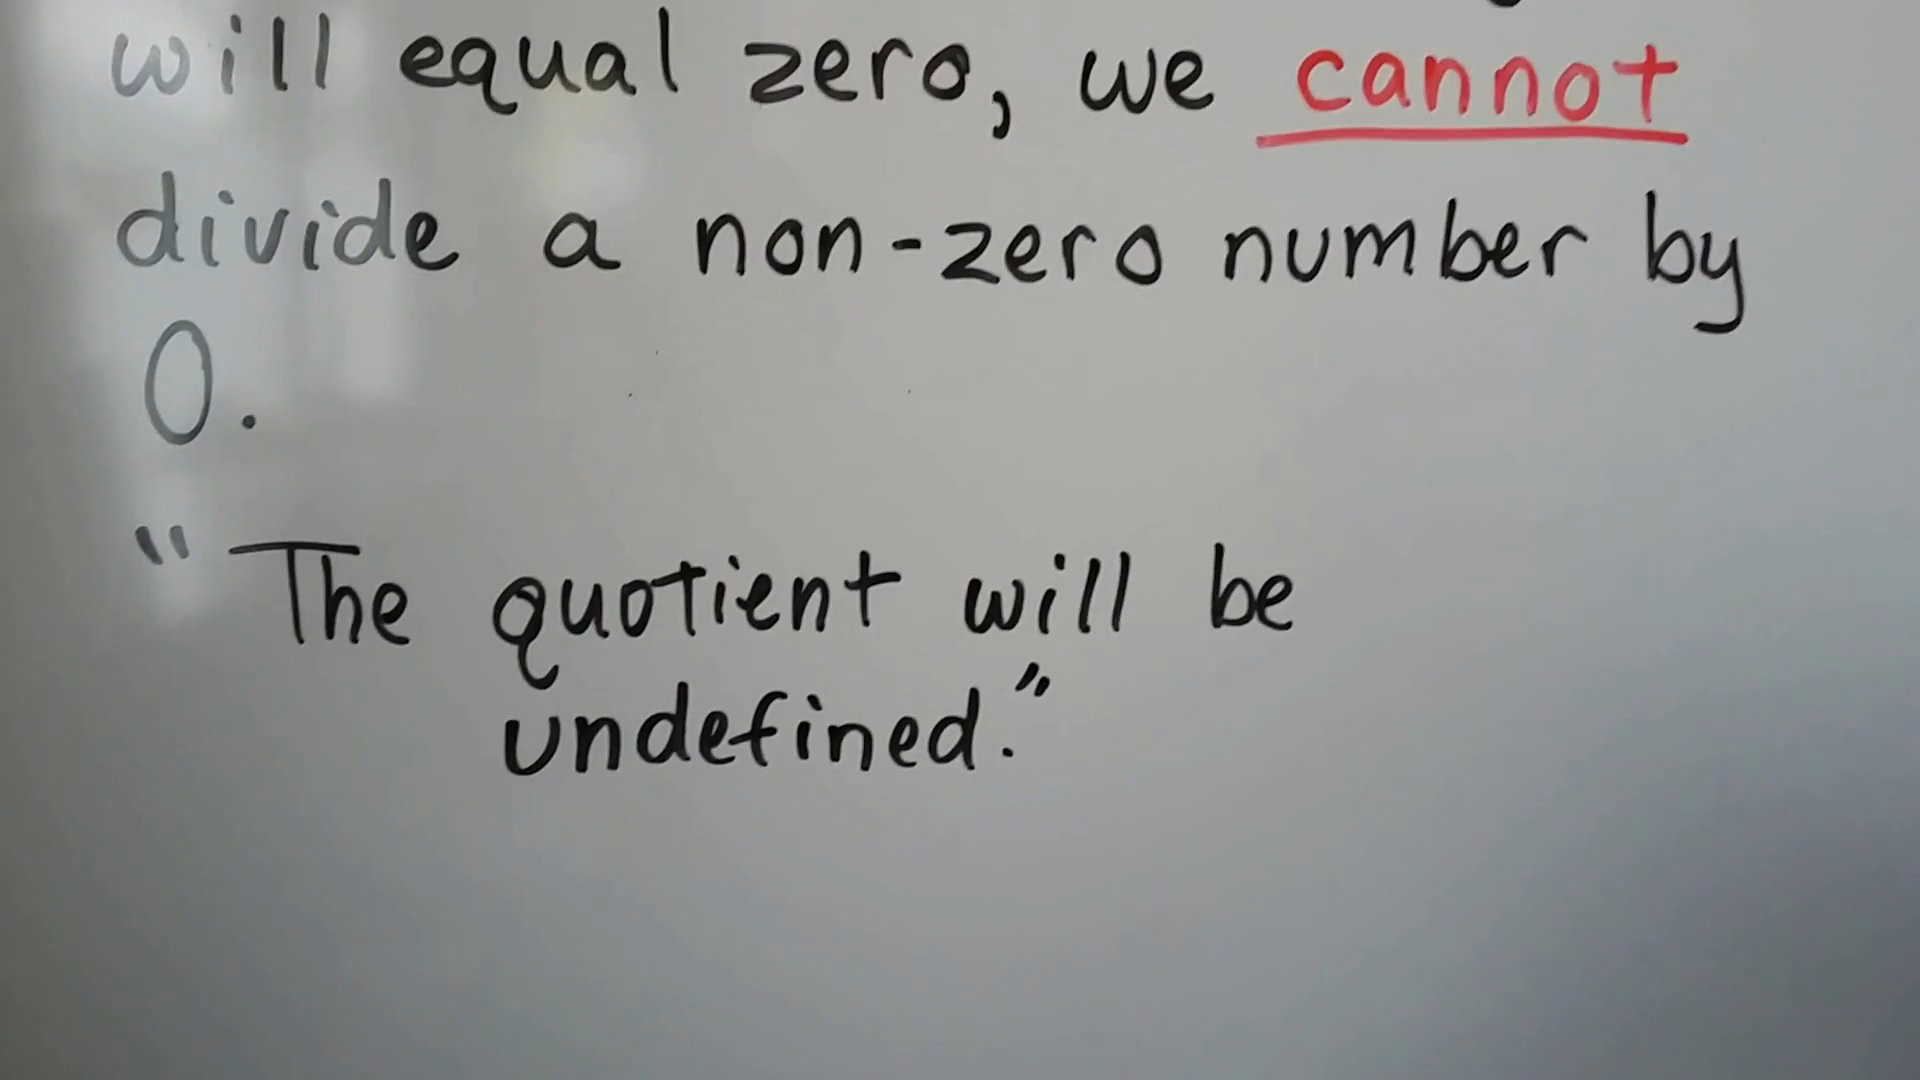 will equal zero, we cannot
divide a non-zero number by
0.
"The quotient will be
undefined."